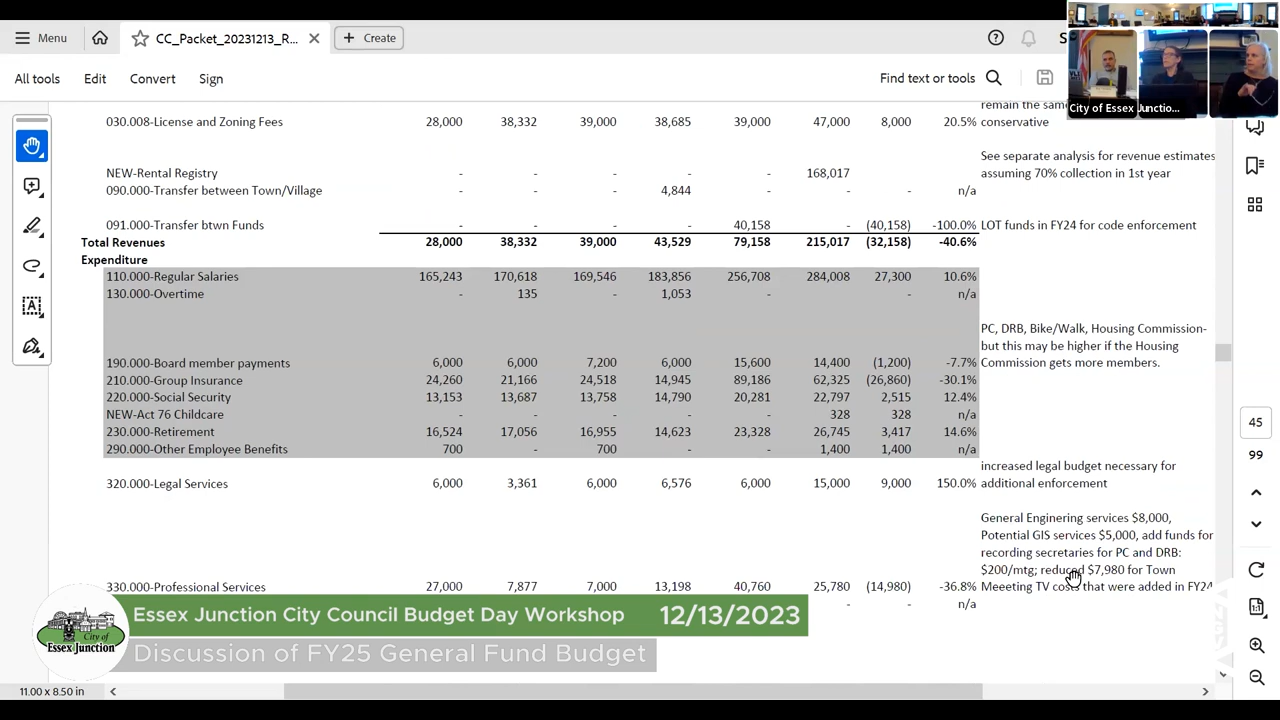 Menu
CC_Packet_20231213_R...
Create
All tools Edit Convert Sign
Find text or tools
City of Essex Junctio...
remain the same
030.008-License and Zoning Fees 28,000 38,332 39,000 38,685 39,000 47,000 8,000 20.5% conservative
See separate analysis for revenue estimates
NEW-Rental Registry - - - - - 168,017 assuming 70% collection in 1st year
090.000-Transfer between Town/Village - - - 4,844 - - - n/a
091.000-Transfer btwn Funds - - - - 40,158 - (40,158) -100.0% LOT funds in FY24 for code enforcement
Total Revenues 28,000 38,332 39,000 43,529 79,158 215,017 (32,158) -40.6%
Expenditure
110.000-Regular Salaries 165,243 170,618 169,546 183,856 256,708 284,008 27,300 10.6%
130.000-Overtime - 135 - 1,053 - - n/a
PC, DRB, Bike/Walk, Housing Commission-
but this may be higher if the Housing
190.000-Board member payments 6,000 6,000 7,200 6,000 15,600 14,400 (1,200) -7.7% Commission gets more members.
210.000-Group Insurance 24,260 21,166 24,518 14,945 89,186 62,325 (26,860) -30.1%
220.000-Social Security 13,153 13,687 13,758 14,790 20,281 22,797 2,515 12.4%
NEW-Act 76 Childcare - - - - - 328 328 n/a
230.000-Retirement 16,524 17,056 16,955 14,623 23,328 26,745 3,417 14.6%
290.000-Other Employee Benefits 700 - 700 - - 1,400 1,400 n/a
increased legal budget necessary for
320.000-Legal Services 6,000 3,361 6,000 6,576 6,000 15,000 9,000 150.0% additional enforcement
General Enginering services $8,000,
Potential GIS services $5,000, add funds for
recording secretaries for PC and DRB:
$200/mtg; reduced $7,980 for Town
330.000-Professional Services 27,000 7,877 7,000 13,198 40,760 25,780 (14,980) -36.8% Meeeting TV costs that were added in FY24
- - n/a
45
99
City of
Essex Junction
Essex Junction City Council Budget Day Workshop 12/13/2023
Discussion of FY25 General Fund Budget
11.00 x 8.50 in